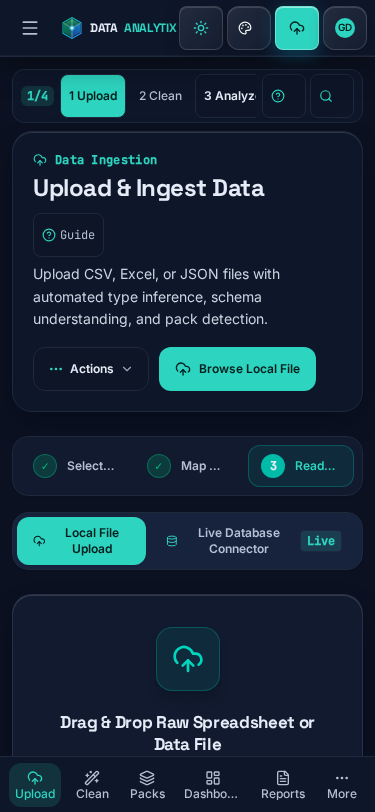 DATA ANALYTIX
GD
1/4
1 Upload
2 Clean
3 Analyz
Data Ingestion
Upload & Ingest Data
Guide
Upload CSV, Excel, or JSON files with
automated type inference, schema
understanding, and pack detection.
Actions
Browse Local File
✓ Select...
✓ Map ...
3 Read...
Local File
Upload
Live Database
Connector
Live
Drag & Drop Raw Spreadsheet or
Data File
Upload
Clean
Packs
Dashbo...
Reports
More